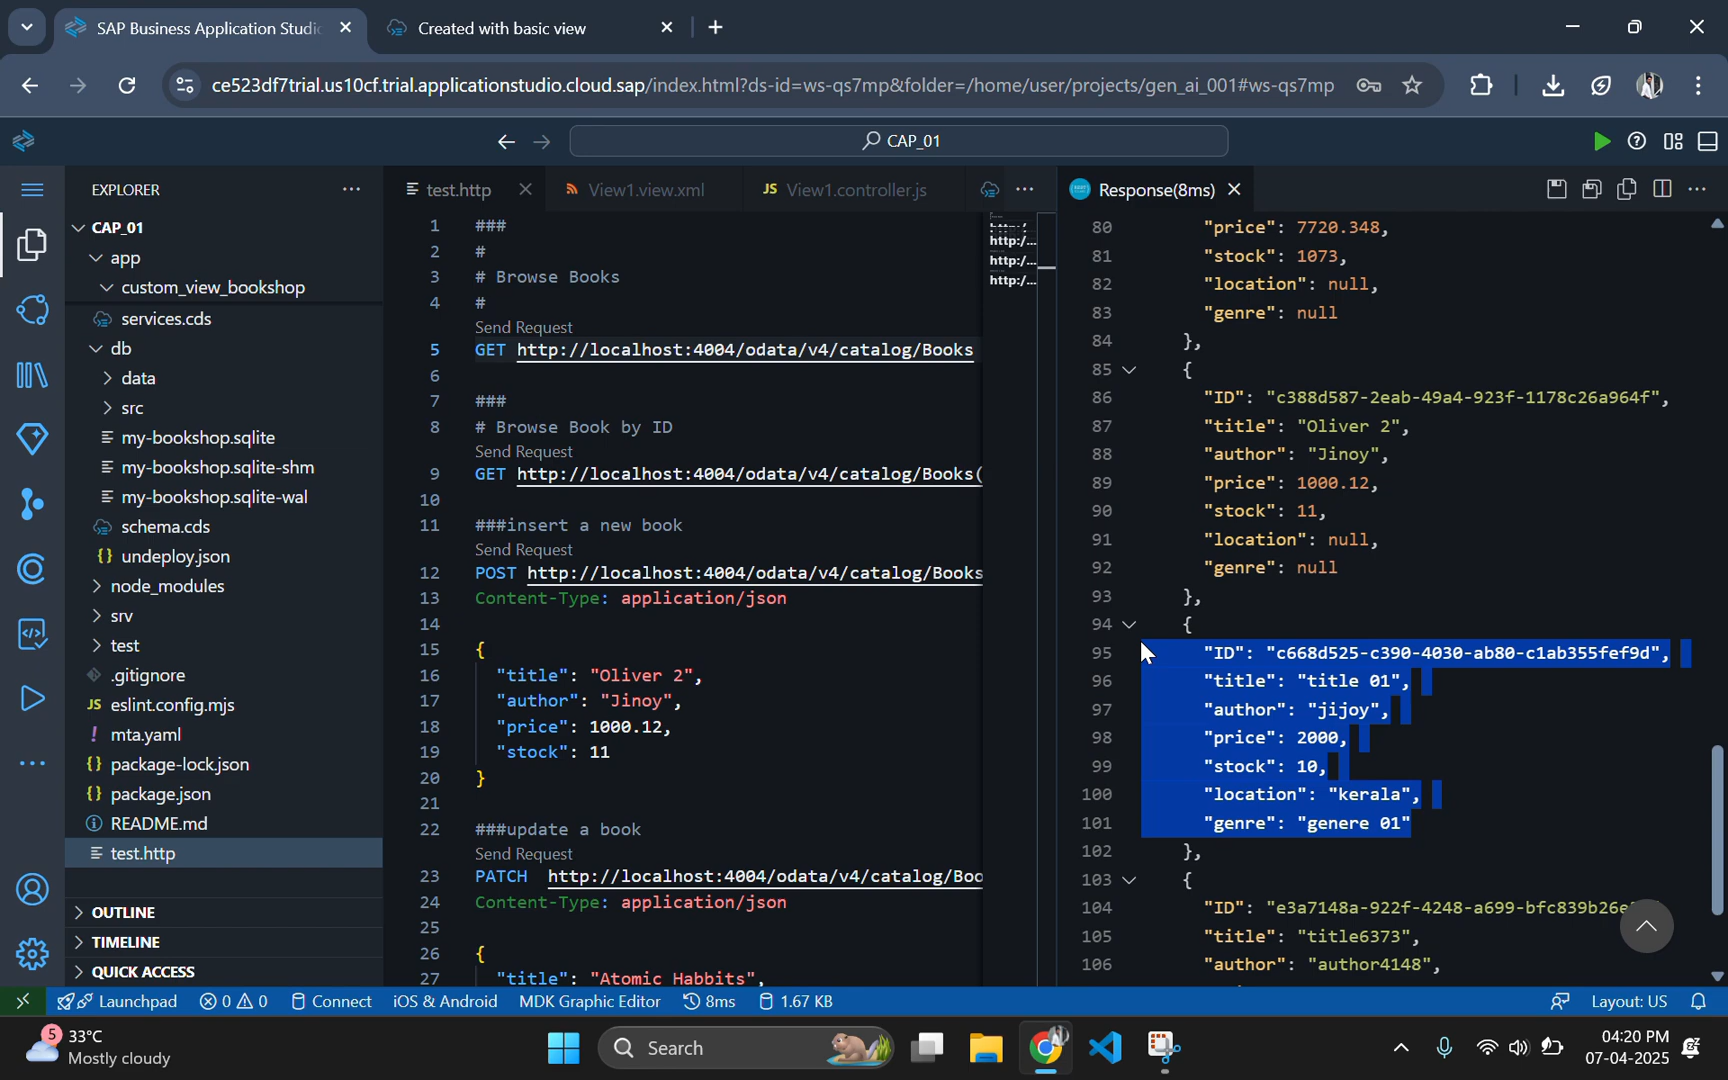 SAP Business Application Studio
Created with basic view
ce523df7trial.us10cf.trial.applicationstudio.cloud.sap/index.html?ds-id=ws-qs7mp&folder=/home/user/projects/gen_ai_001#ws-qs7mp
CAP_01
EXPLORER
CAP_01
app
custom_view_bookshop
services.cds
db
data
src
my-bookshop.sqlite
my-bookshop.sqlite-shm
my-bookshop.sqlite-wal
schema.cds
{} undeploy.json
node_modules
srv
test
.gitignore
JS eslint.config.mjs
! mta.yaml
{} package-lock.json
{} package.json
README.md
test.http
OUTLINE
TIMELINE
QUICK ACCESS
test.http
View1.view.xml
JS View1.controller.js
1 ###
2 #
3 # Browse Books
4 #
Send Request
5 GET http://localhost:4004/odata/v4/catalog/Books
6
7 ###
8 # Browse Book by ID
Send Request
9 GET http://localhost:4004/odata/v4/catalog/Books(
10
11 ###insert a new book
Send Request
12 POST http://localhost:4004/odata/v4/catalog/Books
13 Content-Type: application/json
14
15 {
16 "title": "Oliver 2",
17 "author": "Jinoy",
18 "price": 1000.12,
19 "stock": 11
20 }
21
22 ###update a book
Send Request
23 PATCH http://localhost:4004/odata/v4/catalog/Boo
24 Content-Type: application/json
25
26 {
27 "title": "Atomic Habbits",
http:/...
http:/...
http:/...
Response(8ms)
80 "price": 7720.348,
81 "stock": 1073,
82 "location": null,
83 "genre": null
84 },
85 {
86 "ID": "c388d587-2eab-49a4-923f-1178c26a964f",
87 "title": "Oliver 2",
88 "author": "Jinoy",
89 "price": 1000.12,
90 "stock": 11,
91 "location": null,
92 "genre": null
93 },
94 {
95 "ID": "c668d525-c390-4030-ab80-c1ab355fef9d",
96 "title": "title 01",
97 "author": "jijoy",
98 "price": 2000,
99 "stock": 10,
100 "location": "kerala",
101 "genre": "genere 01"
102 },
103 {
104 "ID": "e3a7148a-922f-4248-a699-bfc839b26e
105 "title": "title6373",
106 "author": "author4148",
Launchpad
0 0
Connect
iOS & Android
MDK Graphic Editor
8ms
1.67 KB
Layout: US
5
33°C
Mostly cloudy
Search
04:20 PM
07-04-2025